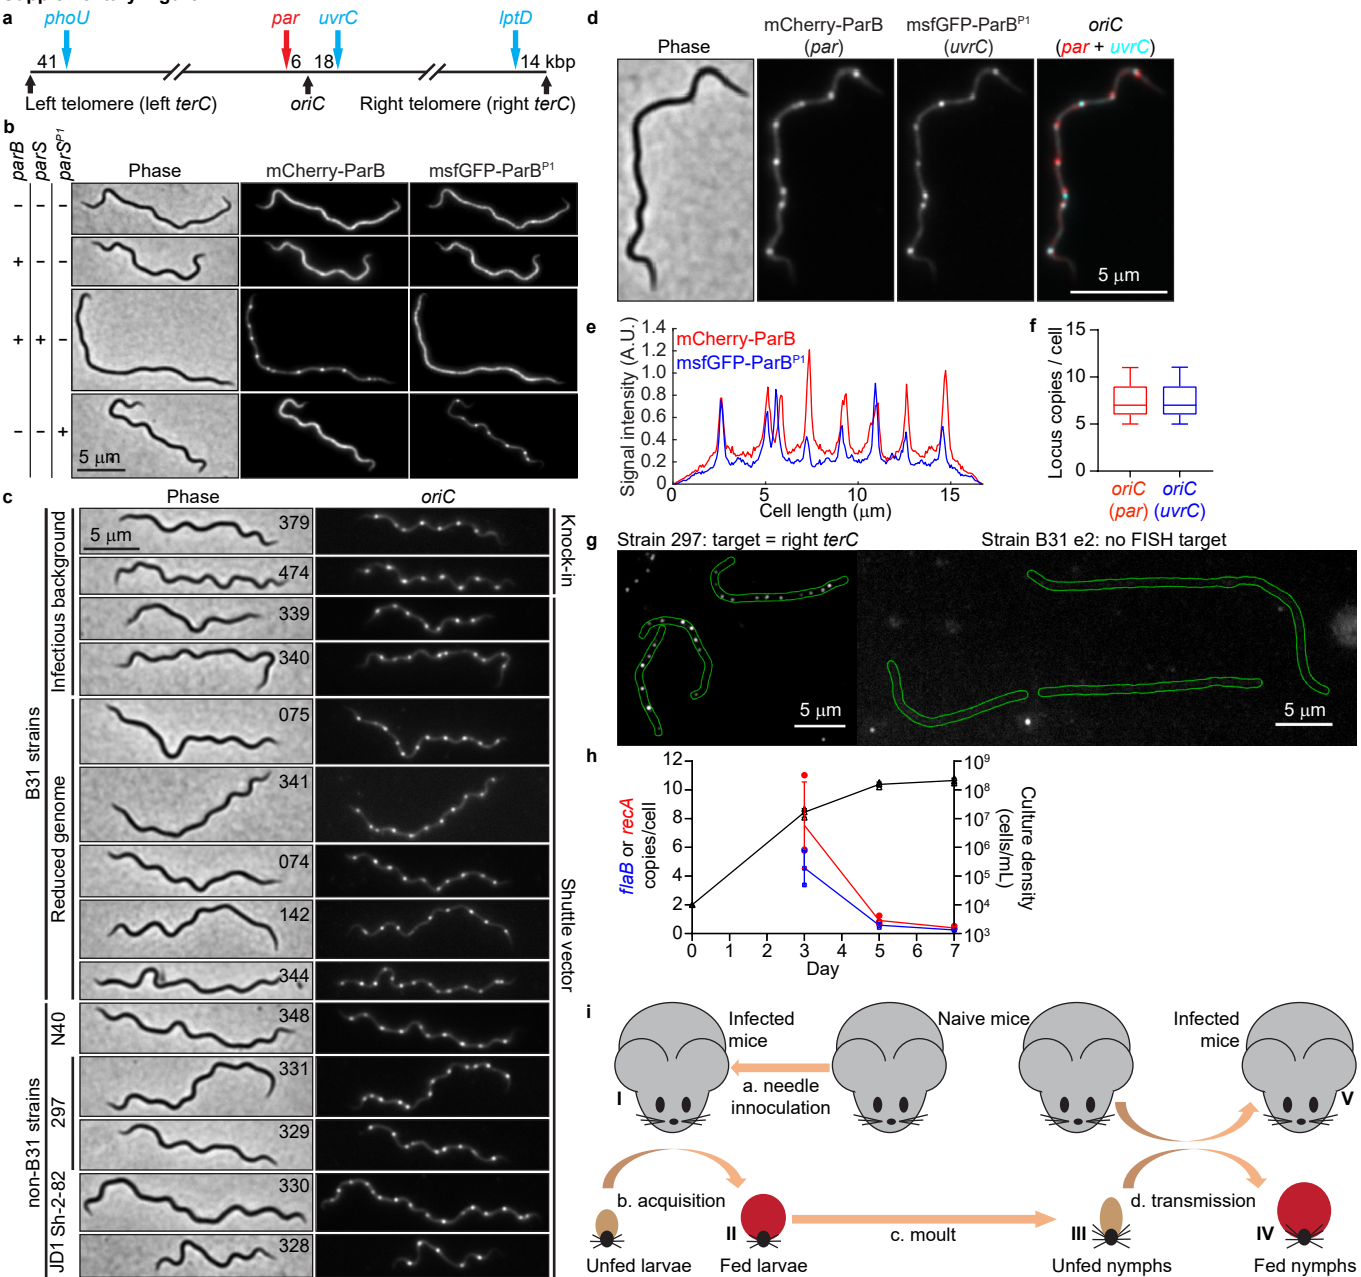 a
phoU
par
uvrC
lptD
41
6
18
14 kbp
Left telomere (left terC)
oriC
Right telomere (right terC)
b
parB
parS
parS^P1
Phase
mCherry-ParB
msfGFP-ParB^P1
– – –
+ – –
+ + –
– – +
5 μm
c
Phase
oriC
5 μm
379
474
339
340
075
341
074
142
344
348
331
329
330
328
Infectious background
Reduced genome
B31 strains
N40
297
Sh-2-82
JD1
non-B31 strains
Knock-in
Shuttle vector
d
Phase
mCherry-ParB
(par)
msfGFP-ParB^P1
(uvrC)
oriC
(par + uvrC)
5 μm
e
Signal intensity (A.U.)
1.4
1.2
1.0
0.8
0.6
0.4
0.2
0
mCherry-ParB
msfGFP-ParB^P1
0 5 10 15
Cell length (μm)
f
Locus copies / cell
15
10
5
0
oriC
(par)
oriC
(uvrC)
g
Strain 297: target = right terC
Strain B31 e2: no FISH target
5 μm
5 μm
h
flaB or recA
copies/cell
12
10
8
6
4
2
0
10^9
10^8
10^7
10^6
10^5
10^4
10^3
Culture density
(cells/mL)
0 1 2 3 4 5 6 7
Day
i
Infected
mice
Naive mice
Infected
mice
I
a. needle
innoculation
V
b. acquisition
II
c. moult
III
d. transmission
IV
Unfed larvae
Fed larvae
Unfed nymphs
Fed nymphs